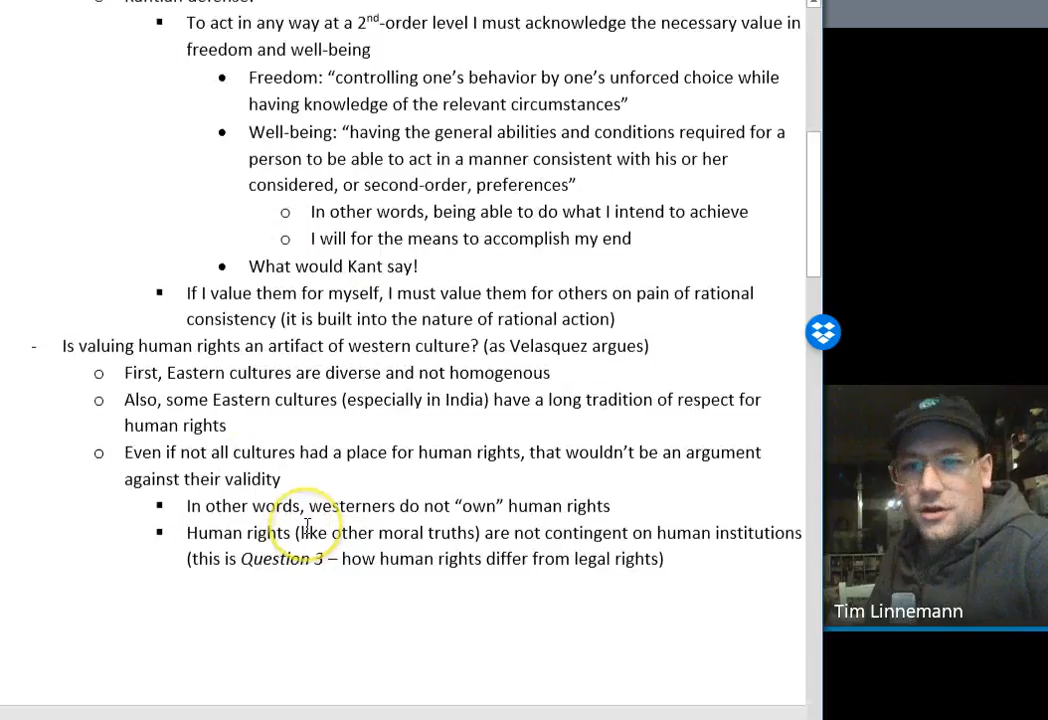 To act in any way at a 2nd-order level I must acknowledge the necessary value in
freedom and well-being
Freedom: “controlling one’s behavior by one’s unforced choice while
having knowledge of the relevant circumstances”
Well-being: “having the general abilities and conditions required for a
person to be able to act in a manner consistent with his or her
considered, or second-order, preferences”
In other words, being able to do what I intend to achieve
I will for the means to accomplish my end
What would Kant say!
If I value them for myself, I must value them for others on pain of rational
consistency (it is built into the nature of rational action)
- Is valuing human rights an artifact of western culture? (as Velasquez argues)
First, Eastern cultures are diverse and not homogenous
Also, some Eastern cultures (especially in India) have a long tradition of respect for
human rights
Even if not all cultures had a place for human rights, that wouldn’t be an argument
against their validity
In other words, westerners do not “own” human rights
Human rights (like other moral truths) are not contingent on human institutions
(this is Question 3 – how human rights differ from legal rights)
Tim Linnemann